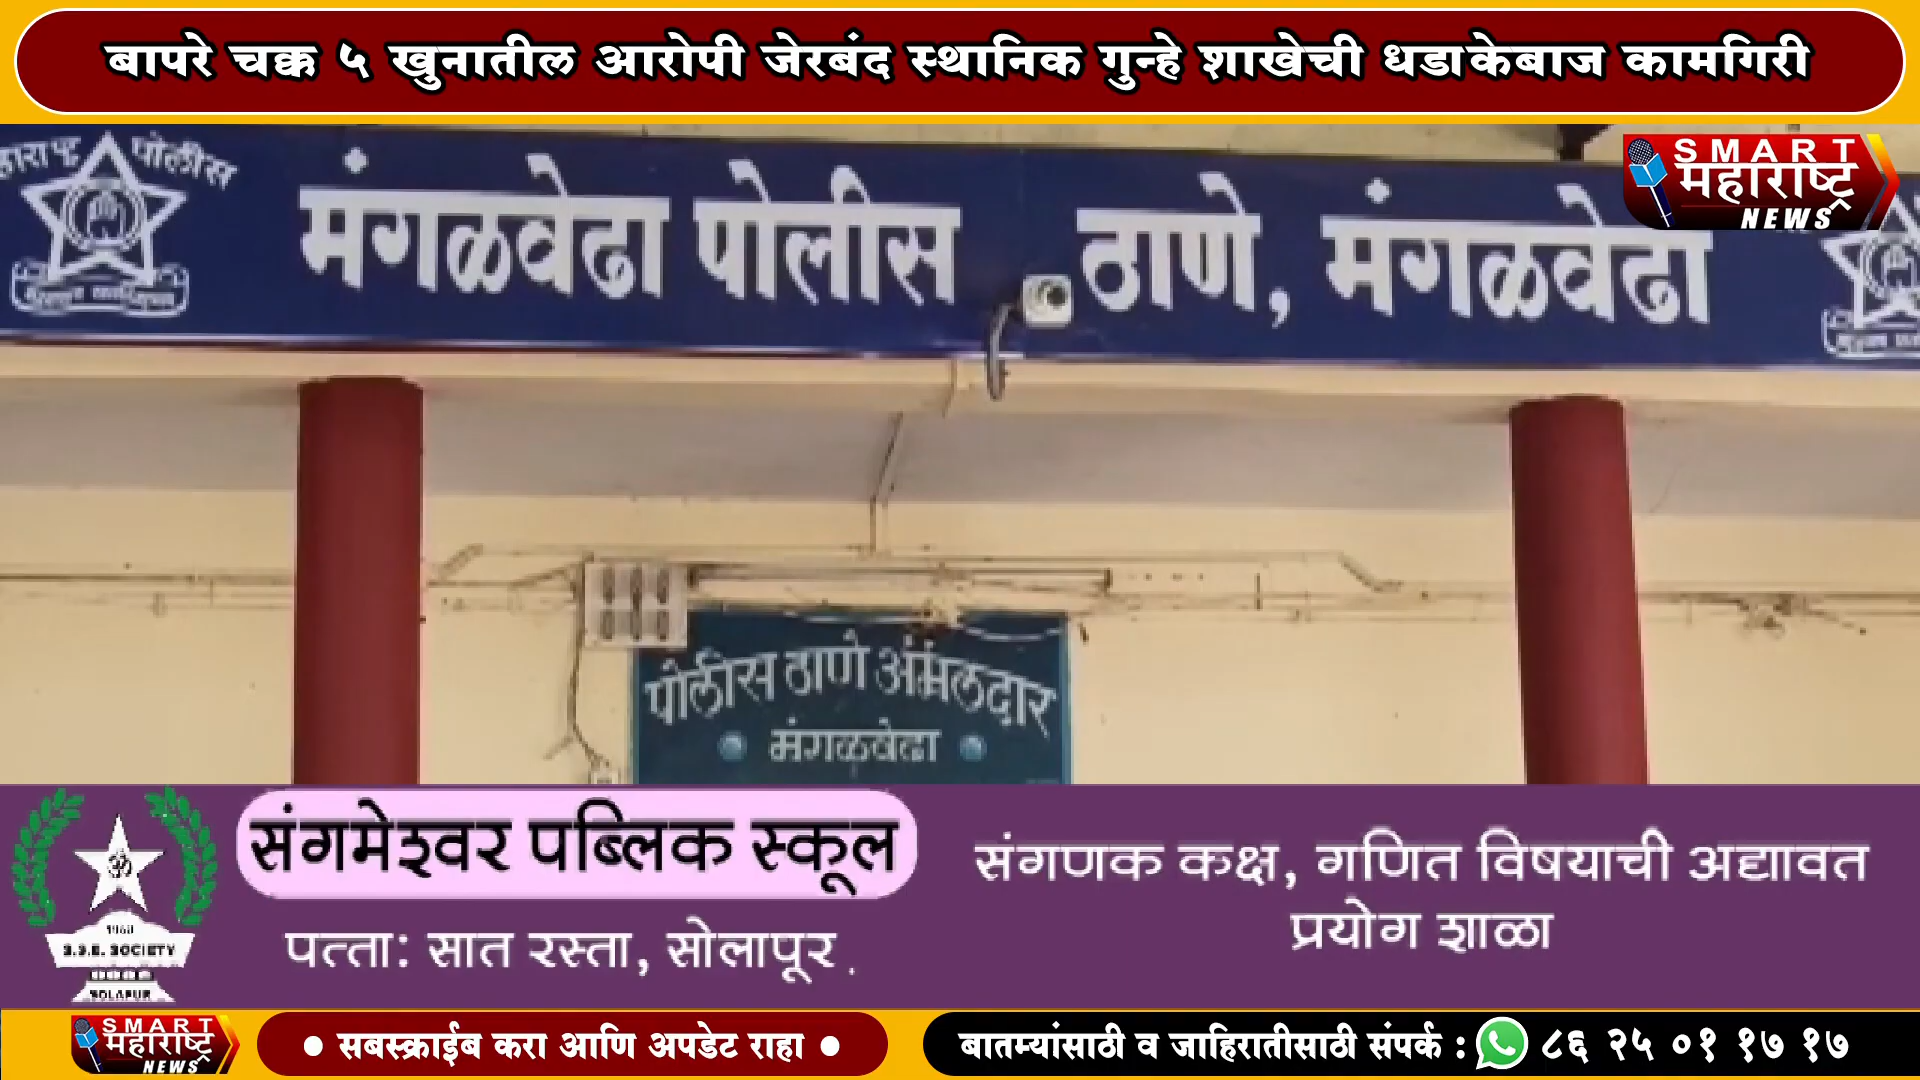 बापरे चक्क ५ खुनातील आरोपी जेरबंद स्थानिक गुन्हे शाखेची धडाकेबाज कामगिरी
पोलीस
SMART
महाराष्ट्र
NEWS
मंगळवेढा पोलीस ठाणे, मंगळवेढा
पोलीस ठाणे अंमलदार
मंगळवेढा
संगमेश्वर पब्लिक स्कूल
पत्ता: सात रस्ता, सोलापूर .
संगणक कक्ष, गणित विषयाची अद्यावत
प्रयोग शाळा
S.S.E. SOCIETY
SOLAPUR
SMART
महाराष्ट्र
NEWS
• सबस्क्राईब करा आणि अपडेट राहा •
बातम्यांसाठी व जाहिरातीसाठी संपर्क : ८६ २५ ०१ १७ १७